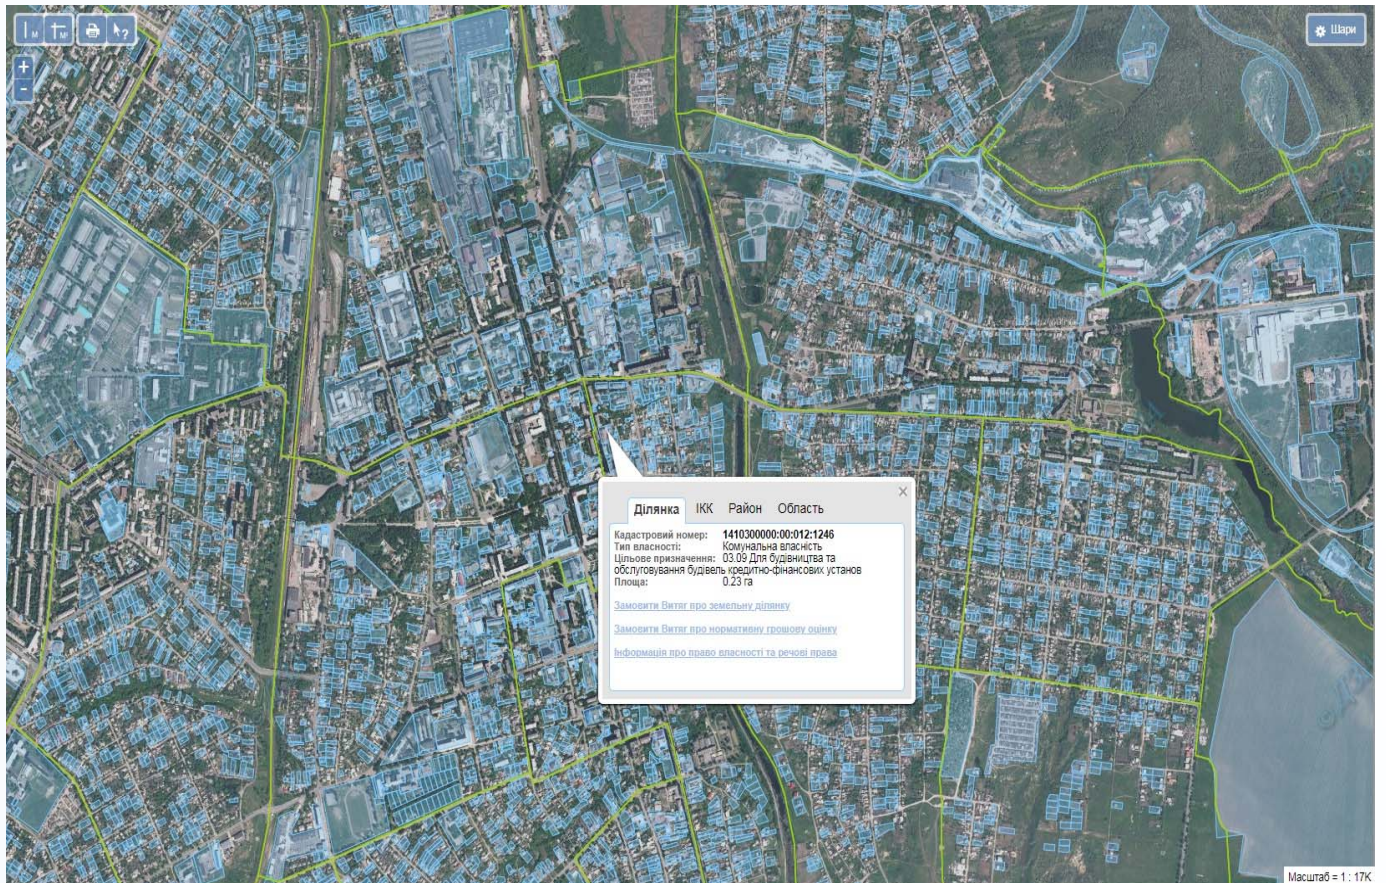 М
М²
?
Шари
+
-
Ділянка ІКК Район Область
Кадастровий номер: 1410300000:00:012:1246
Тип власності: Комунальна власність
Цільове призначення: 03.09 Для будівництва та
обслуговування будівель кредитно-фінансових установ
Площа: 0.23 га
Замовити Витяг про земельну ділянку
Замовити Витяг про нормативну грошову оцінку
Інформація про право власності та речові права
Масштаб = 1 : 17K